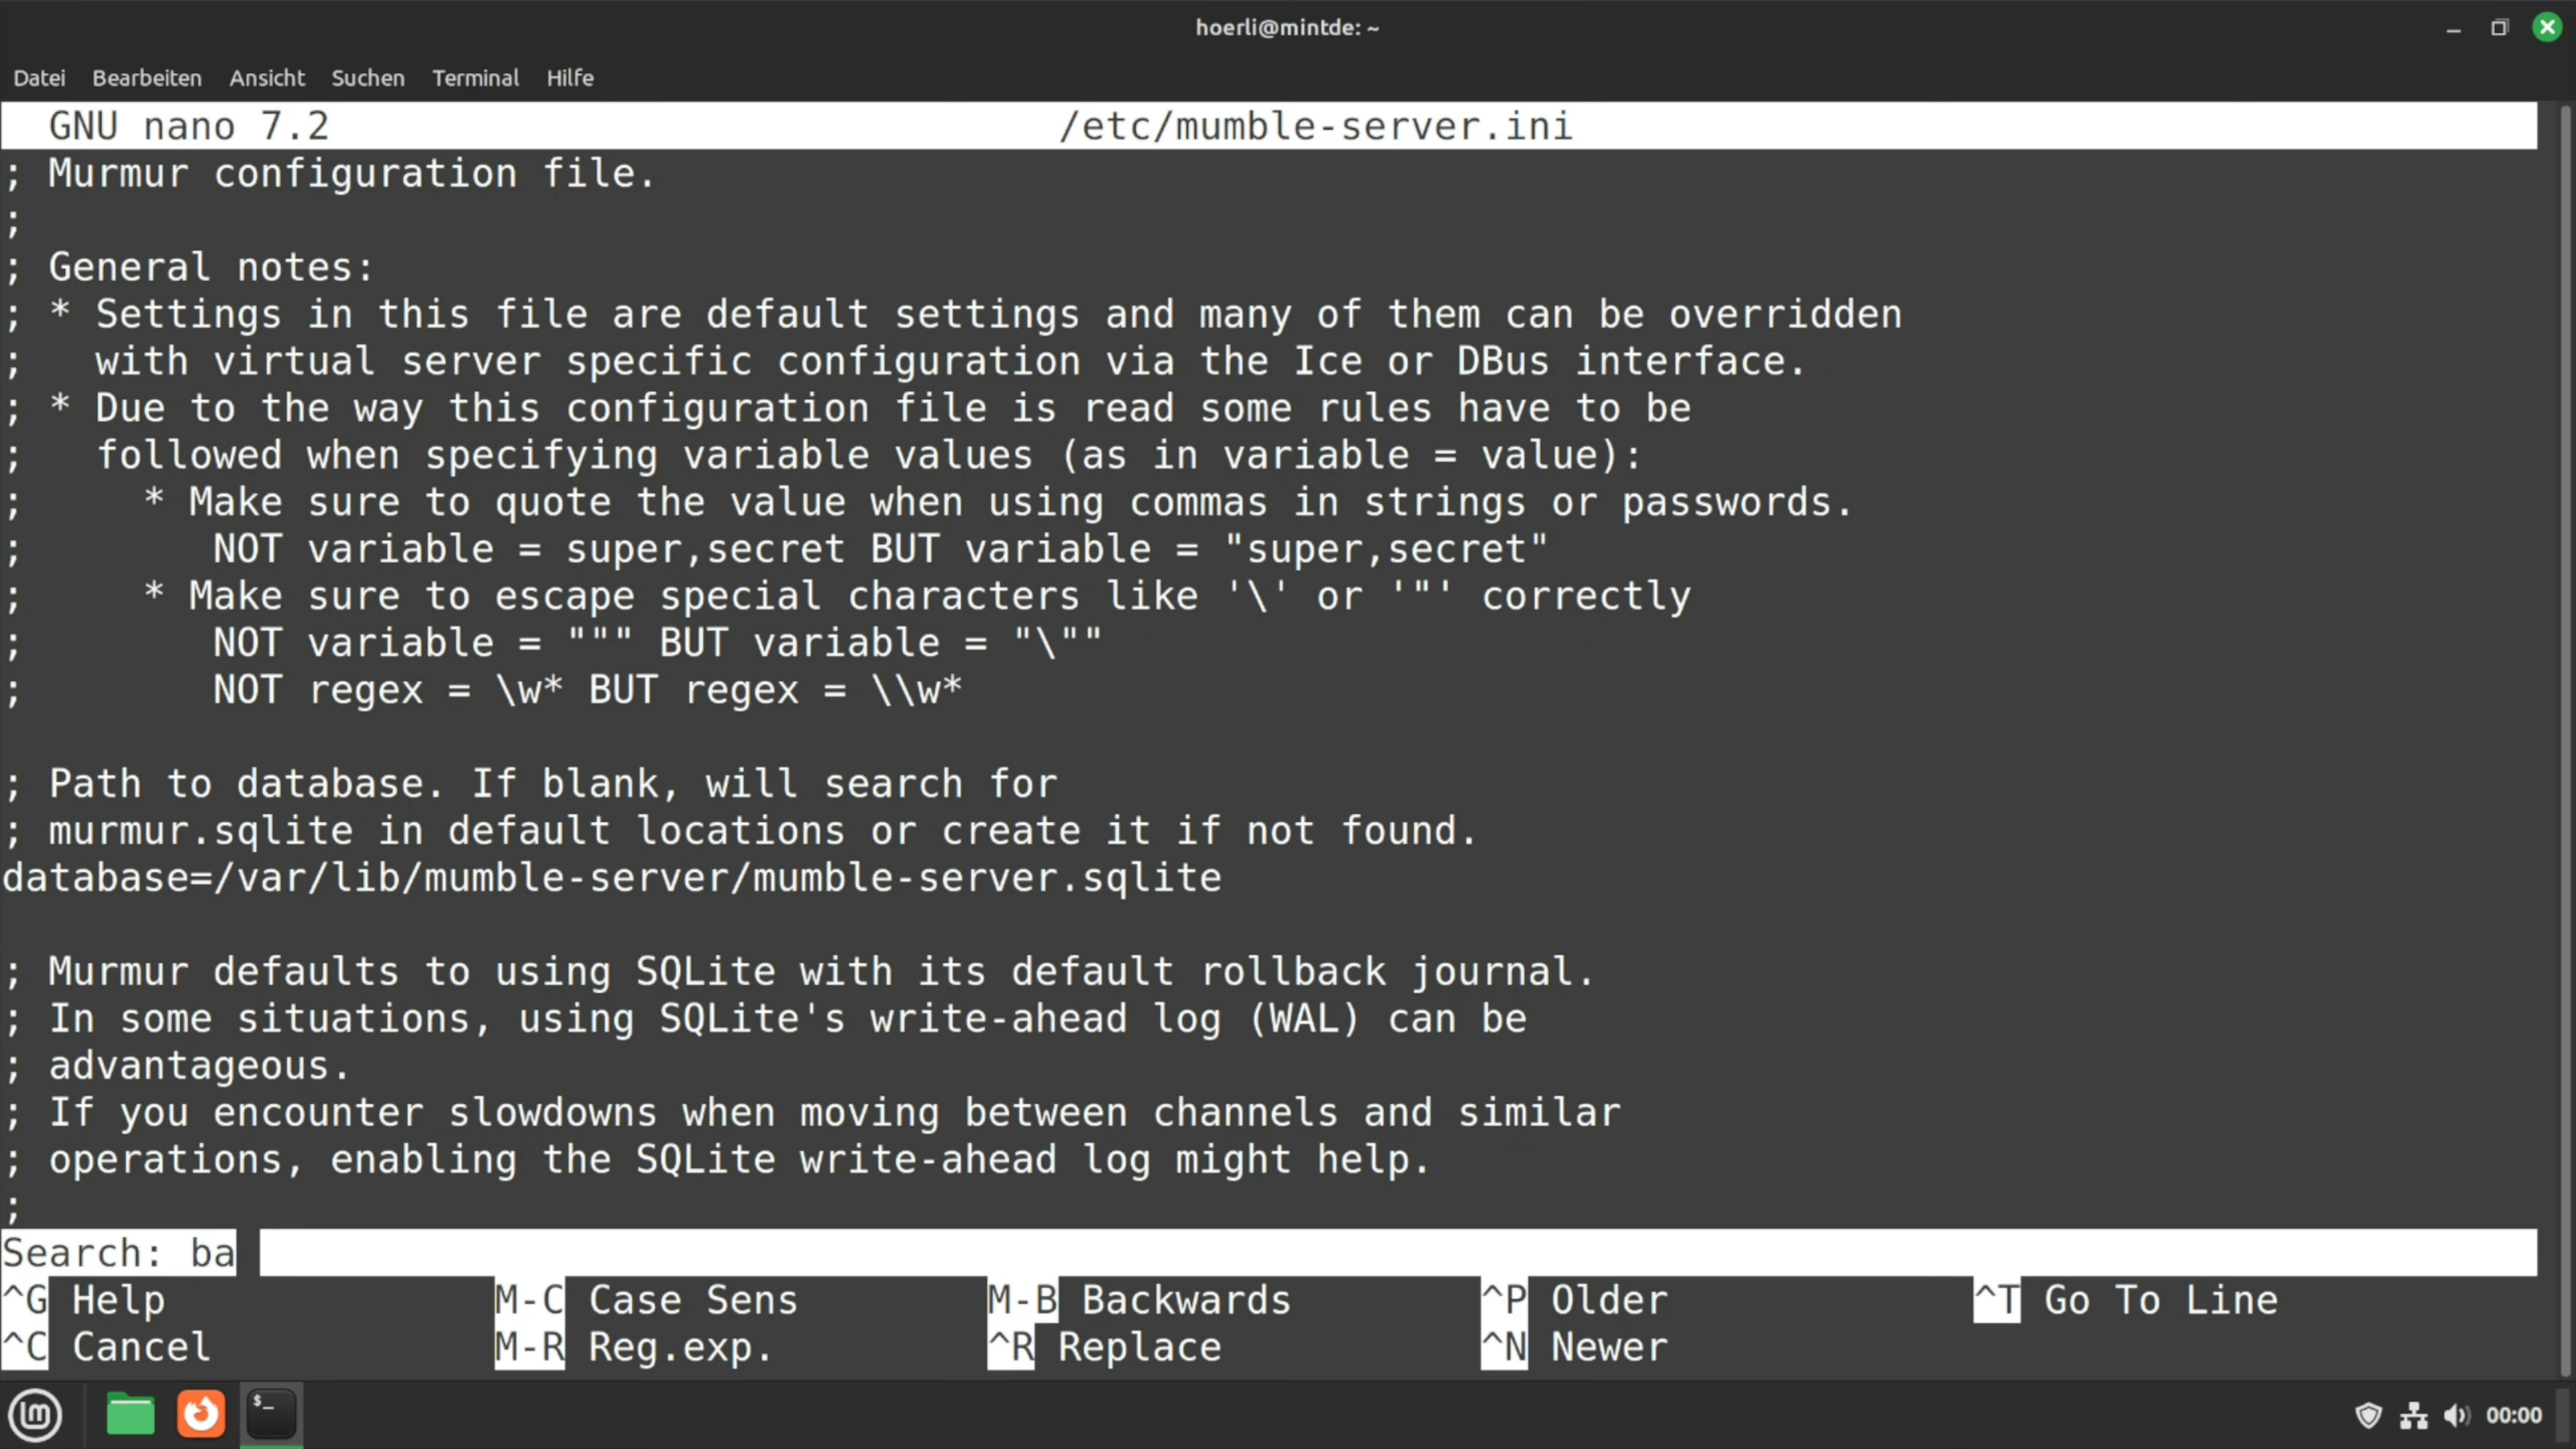 hoerli@mintde: ~
Datei Bearbeiten Ansicht Suchen Terminal Hilfe
GNU nano 7.2 /etc/mumble-server.ini
; Murmur configuration file.
;
; General notes:
; * Settings in this file are default settings and many of them can be overridden
;   with virtual server specific configuration via the Ice or DBus interface.
; * Due to the way this configuration file is read some rules have to be
;   followed when specifying variable values (as in variable = value):
;     * Make sure to quote the value when using commas in strings or passwords.
;        NOT variable = super,secret BUT variable = "super,secret"
;     * Make sure to escape special characters like '\' or '"' correctly
;        NOT variable = """ BUT variable = "\""
;        NOT regex = \w* BUT regex = \\w*
; Path to database. If blank, will search for
; murmur.sqlite in default locations or create it if not found.
database=/var/lib/mumble-server/mumble-server.sqlite
; Murmur defaults to using SQLite with its default rollback journal.
; In some situations, using SQLite's write-ahead log (WAL) can be
; advantageous.
; If you encounter slowdowns when moving between channels and similar
; operations, enabling the SQLite write-ahead log might help.
;
Search: ba
^G Help M-C Case Sens M-B Backwards ^P Older ^T Go To Line
^C Cancel M-R Reg.exp. ^R Replace ^N Newer
$_
00:00